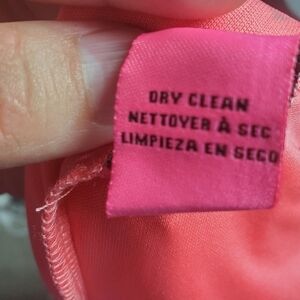 DRY CLEAN
NETTOYER À SEC
LIMPIEZA EN SECO